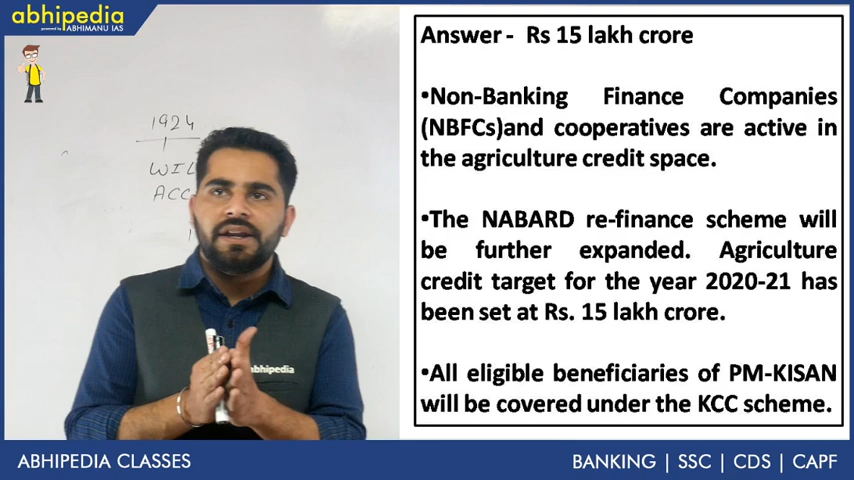 abhipedia
powered by ABHIMANU IAS
1924
WIL
ACC
abhipedia
Answer - Rs 15 lakh crore
•Non-Banking Finance Companies
(NBFCs)and cooperatives are active in
the agriculture credit space.
•The NABARD re-finance scheme will
be further expanded. Agriculture
credit target for the year 2020-21 has
been set at Rs. 15 lakh crore.
•All eligible beneficiaries of PM-KISAN
will be covered under the KCC scheme.
ABHIPEDIA CLASSES
BANKING | SSC | CDS | CAPF